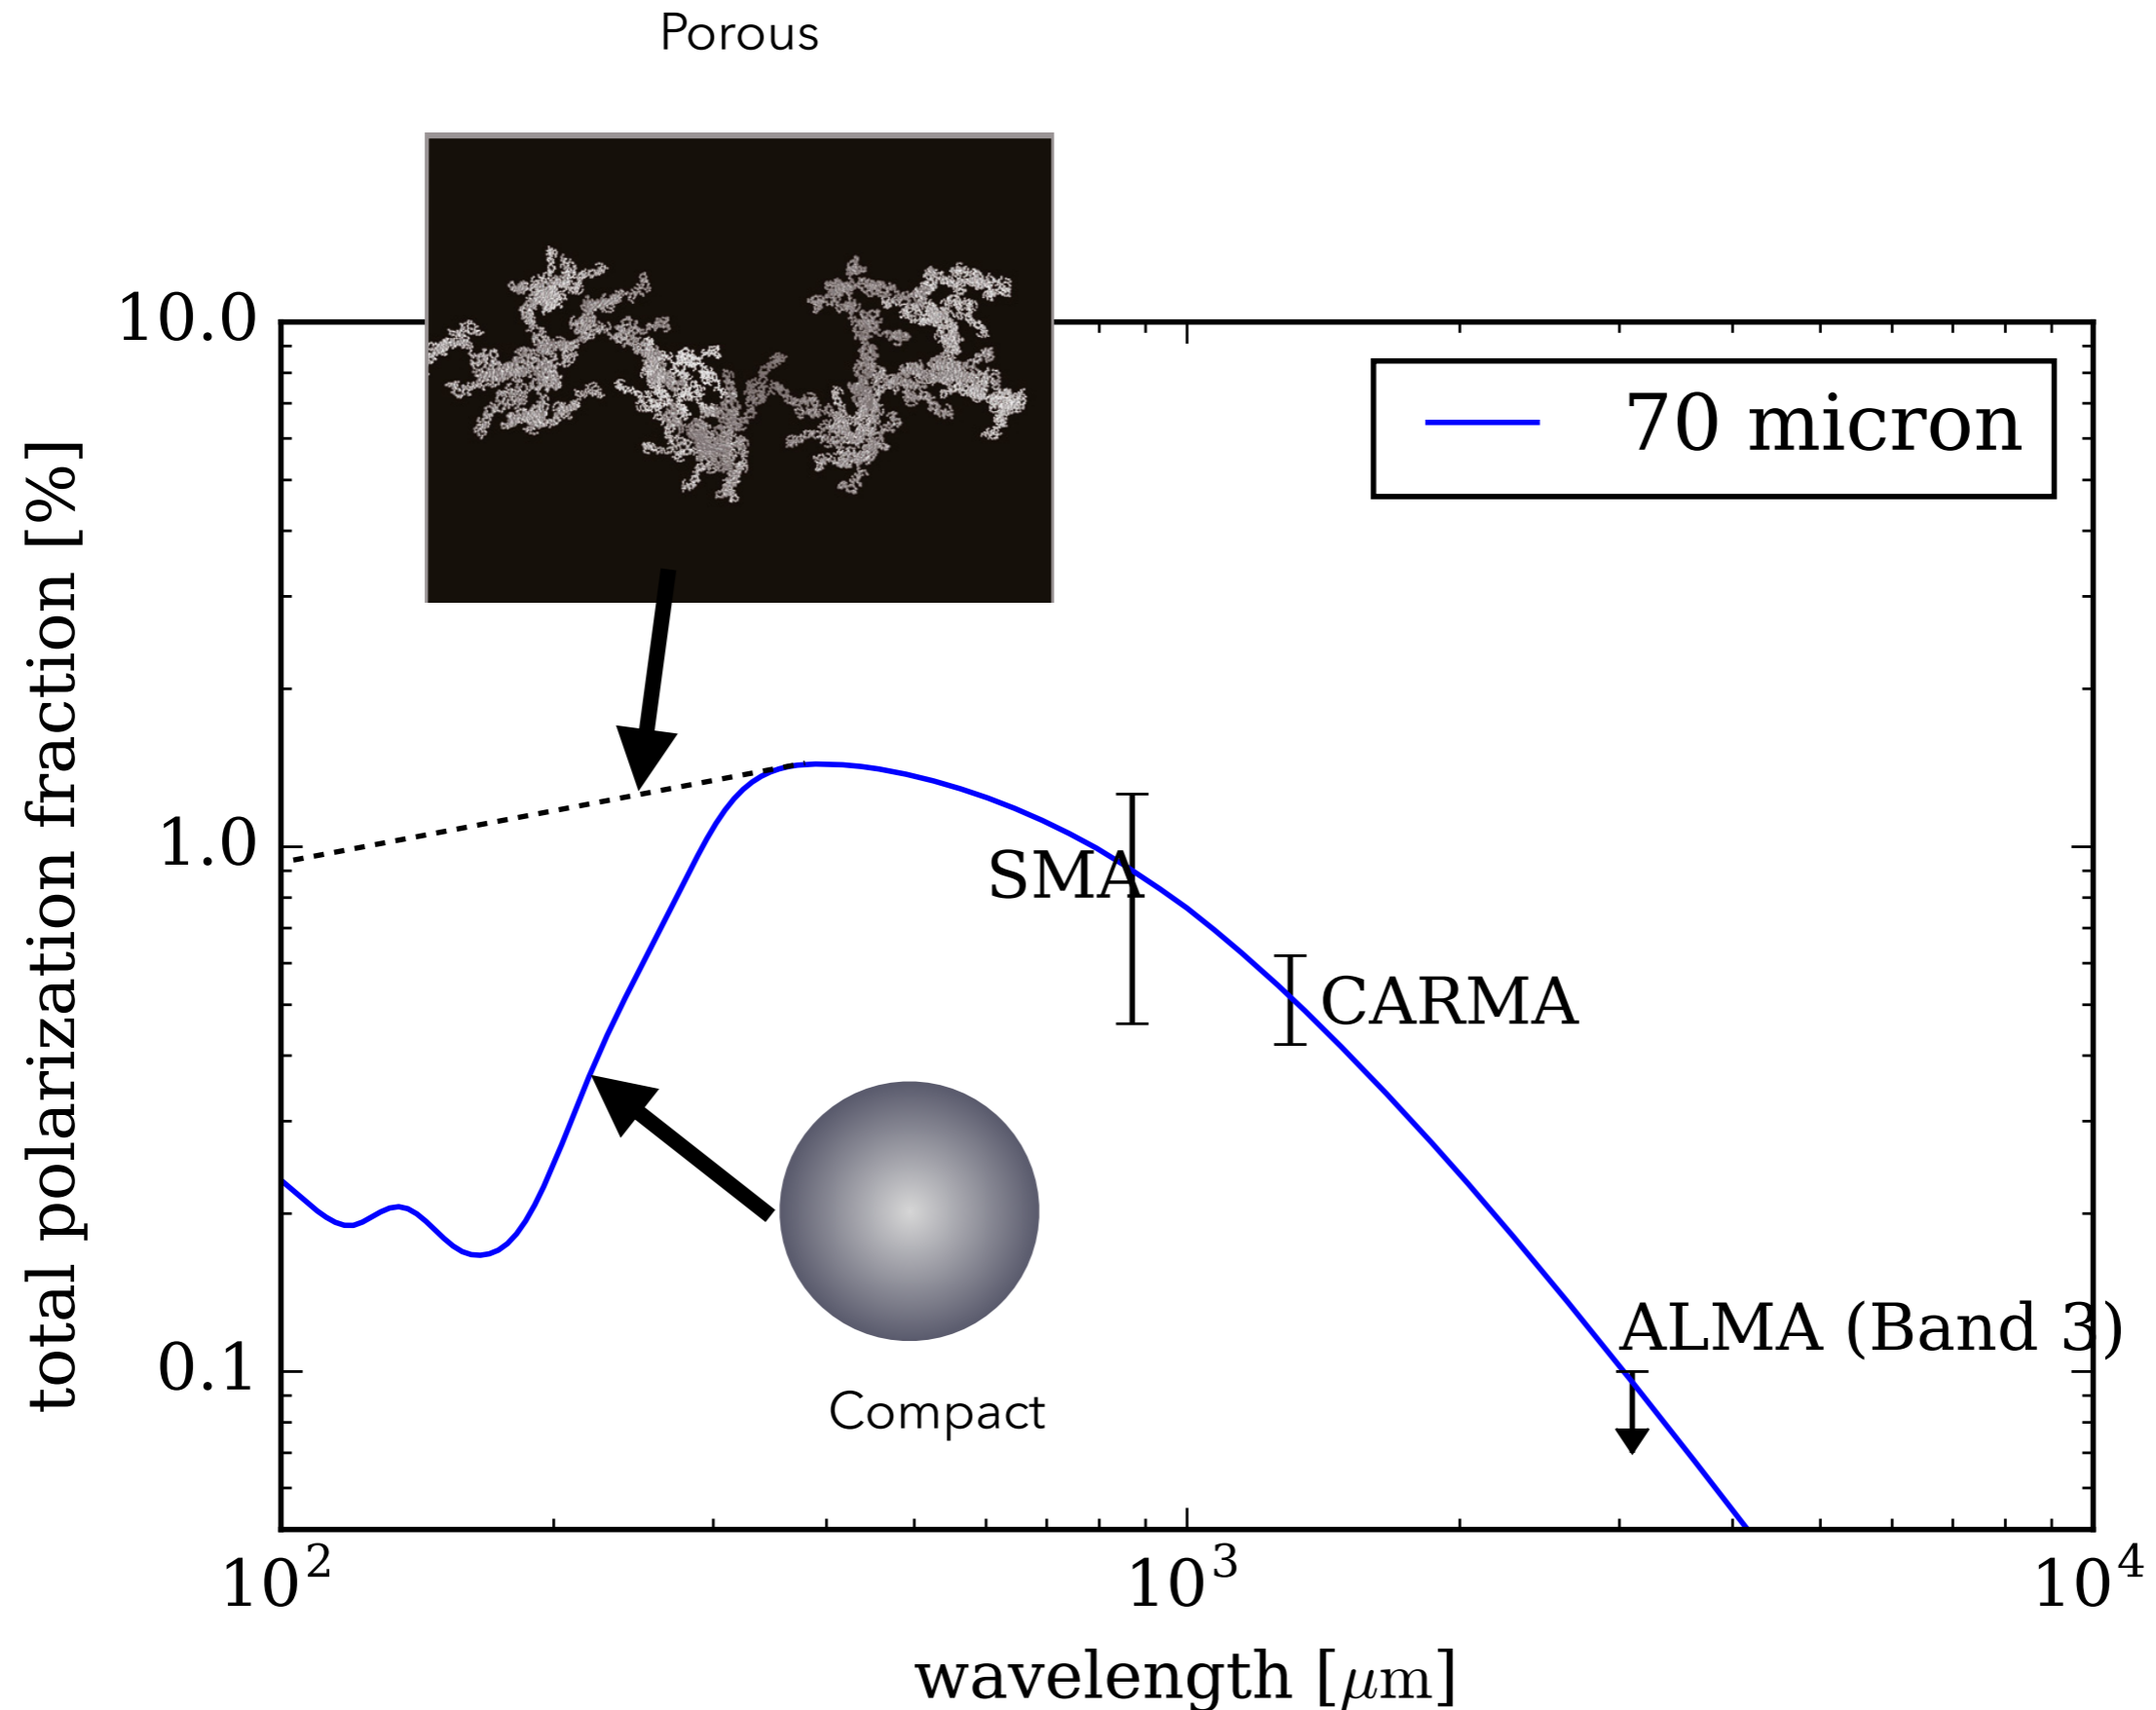 Porous
10.0
70 micron
total polarization fraction [%]
1.0
SMA
CARMA
ALMA (Band 3)
0.1
Compact
10²
10³
10⁴
wavelength [μm]